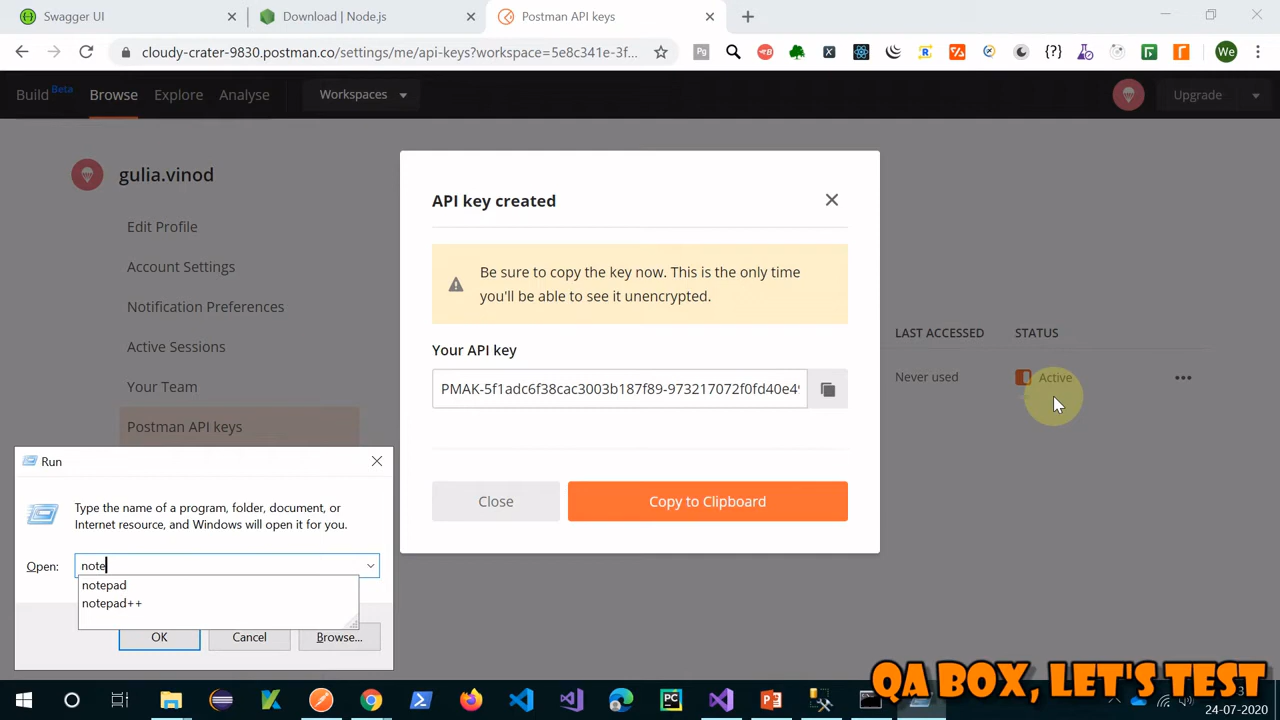 Swagger UI
Download | Node.js
Postman API keys
cloudy-crater-9830.postman.co/settings/me/api-keys?workspace=5e8c341e-3f...
Pg
We
Build Beta
Browse
Explore
Analyse
Workspaces
Upgrade
gulia.vinod
Edit Profile
Account Settings
Notification Preferences
Active Sessions
Your Team
Postman API keys
API key created
Be sure to copy the key now. This is the only time
you'll be able to see it unencrypted.
Your API key
PMAK-5f1adc6f38cac3003b187f89-973217072f0fd40e4
Close
Copy to Clipboard
LAST ACCESSED
STATUS
Never used
Active
Run
Type the name of a program, folder, document, or
Internet resource, and Windows will open it for you.
Open:
note
notepad
notepad++
OK
Cancel
Browse...
QA BOX, LET'S TEST
24-07-2020